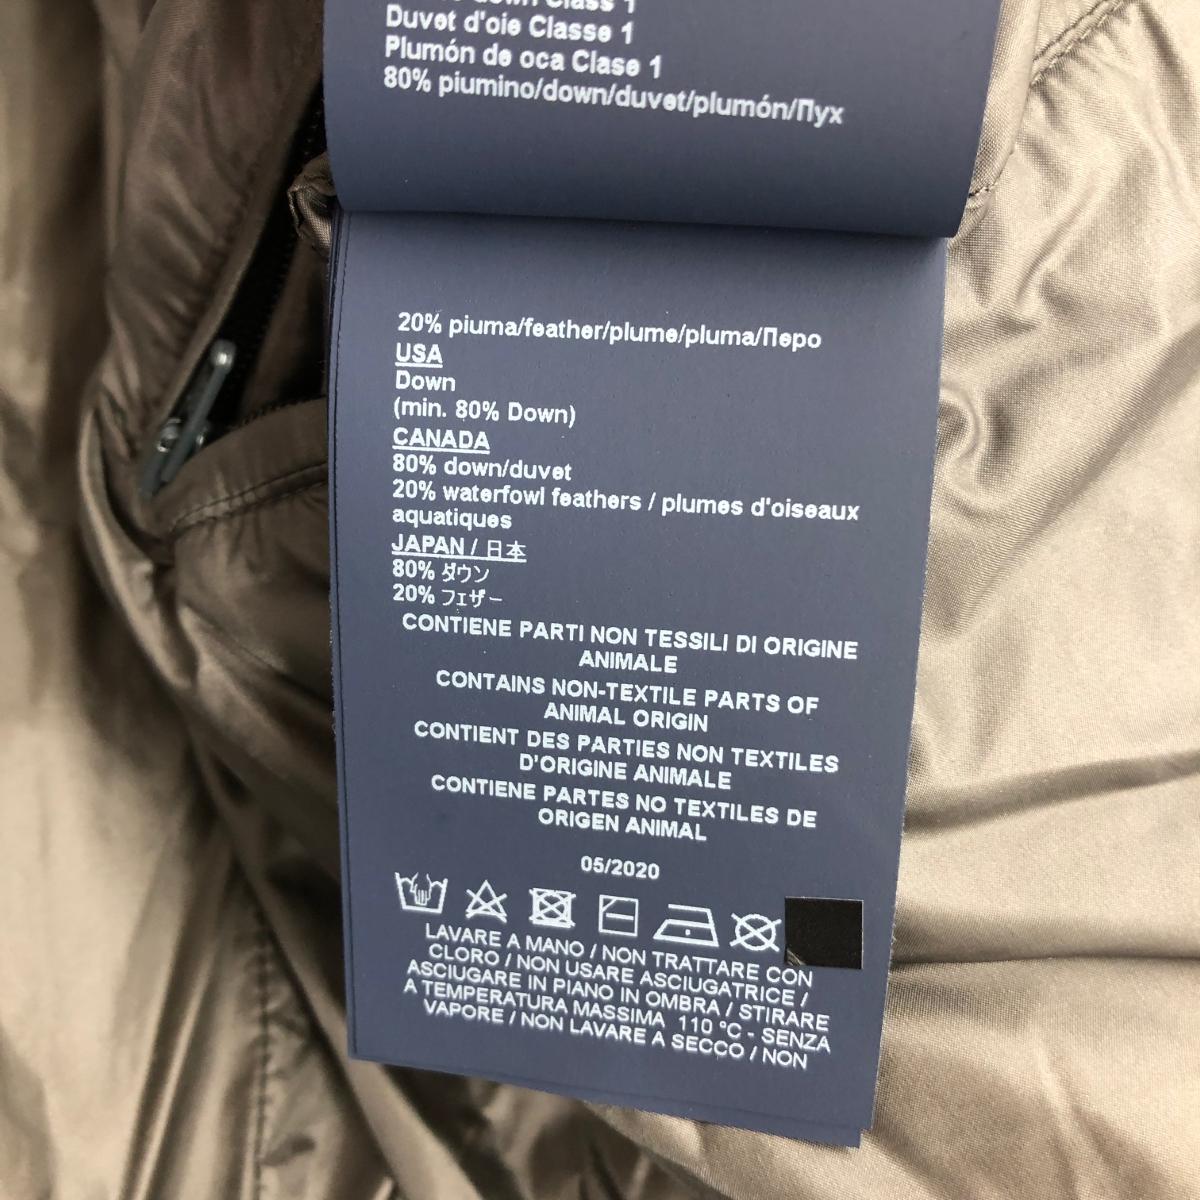 down Class 1
Duvet d'oie Classe 1
Plumón de oca Clase 1
80% piumino/down/duvet/plumón/Пух
20% piuma/feather/plume/pluma/Перо
USA
Down
(min. 80% Down)
CANADA
80% down/duvet
20% waterfowl feathers / plumes d'oiseaux
aquatiques
JAPAN / 日本
80% ダウン
20% フェザー
CONTIENE PARTI NON TESSILI DI ORIGINE
ANIMALE
CONTAINS NON-TEXTILE PARTS OF
ANIMAL ORIGIN
CONTIENT DES PARTIES NON TEXTILES
D'ORIGINE ANIMALE
CONTIENE PARTES NO TEXTILES DE
ORIGEN ANIMAL
05/2020
LAVARE A MANO / NON TRATTARE CON
CLORO / NON USARE ASCIUGATRICE /
ASCIUGARE IN PIANO IN OMBRA / STIRARE
A TEMPERATURA MASSIMA 110 °C - SENZA
VAPORE / NON LAVARE A SECCO / NON